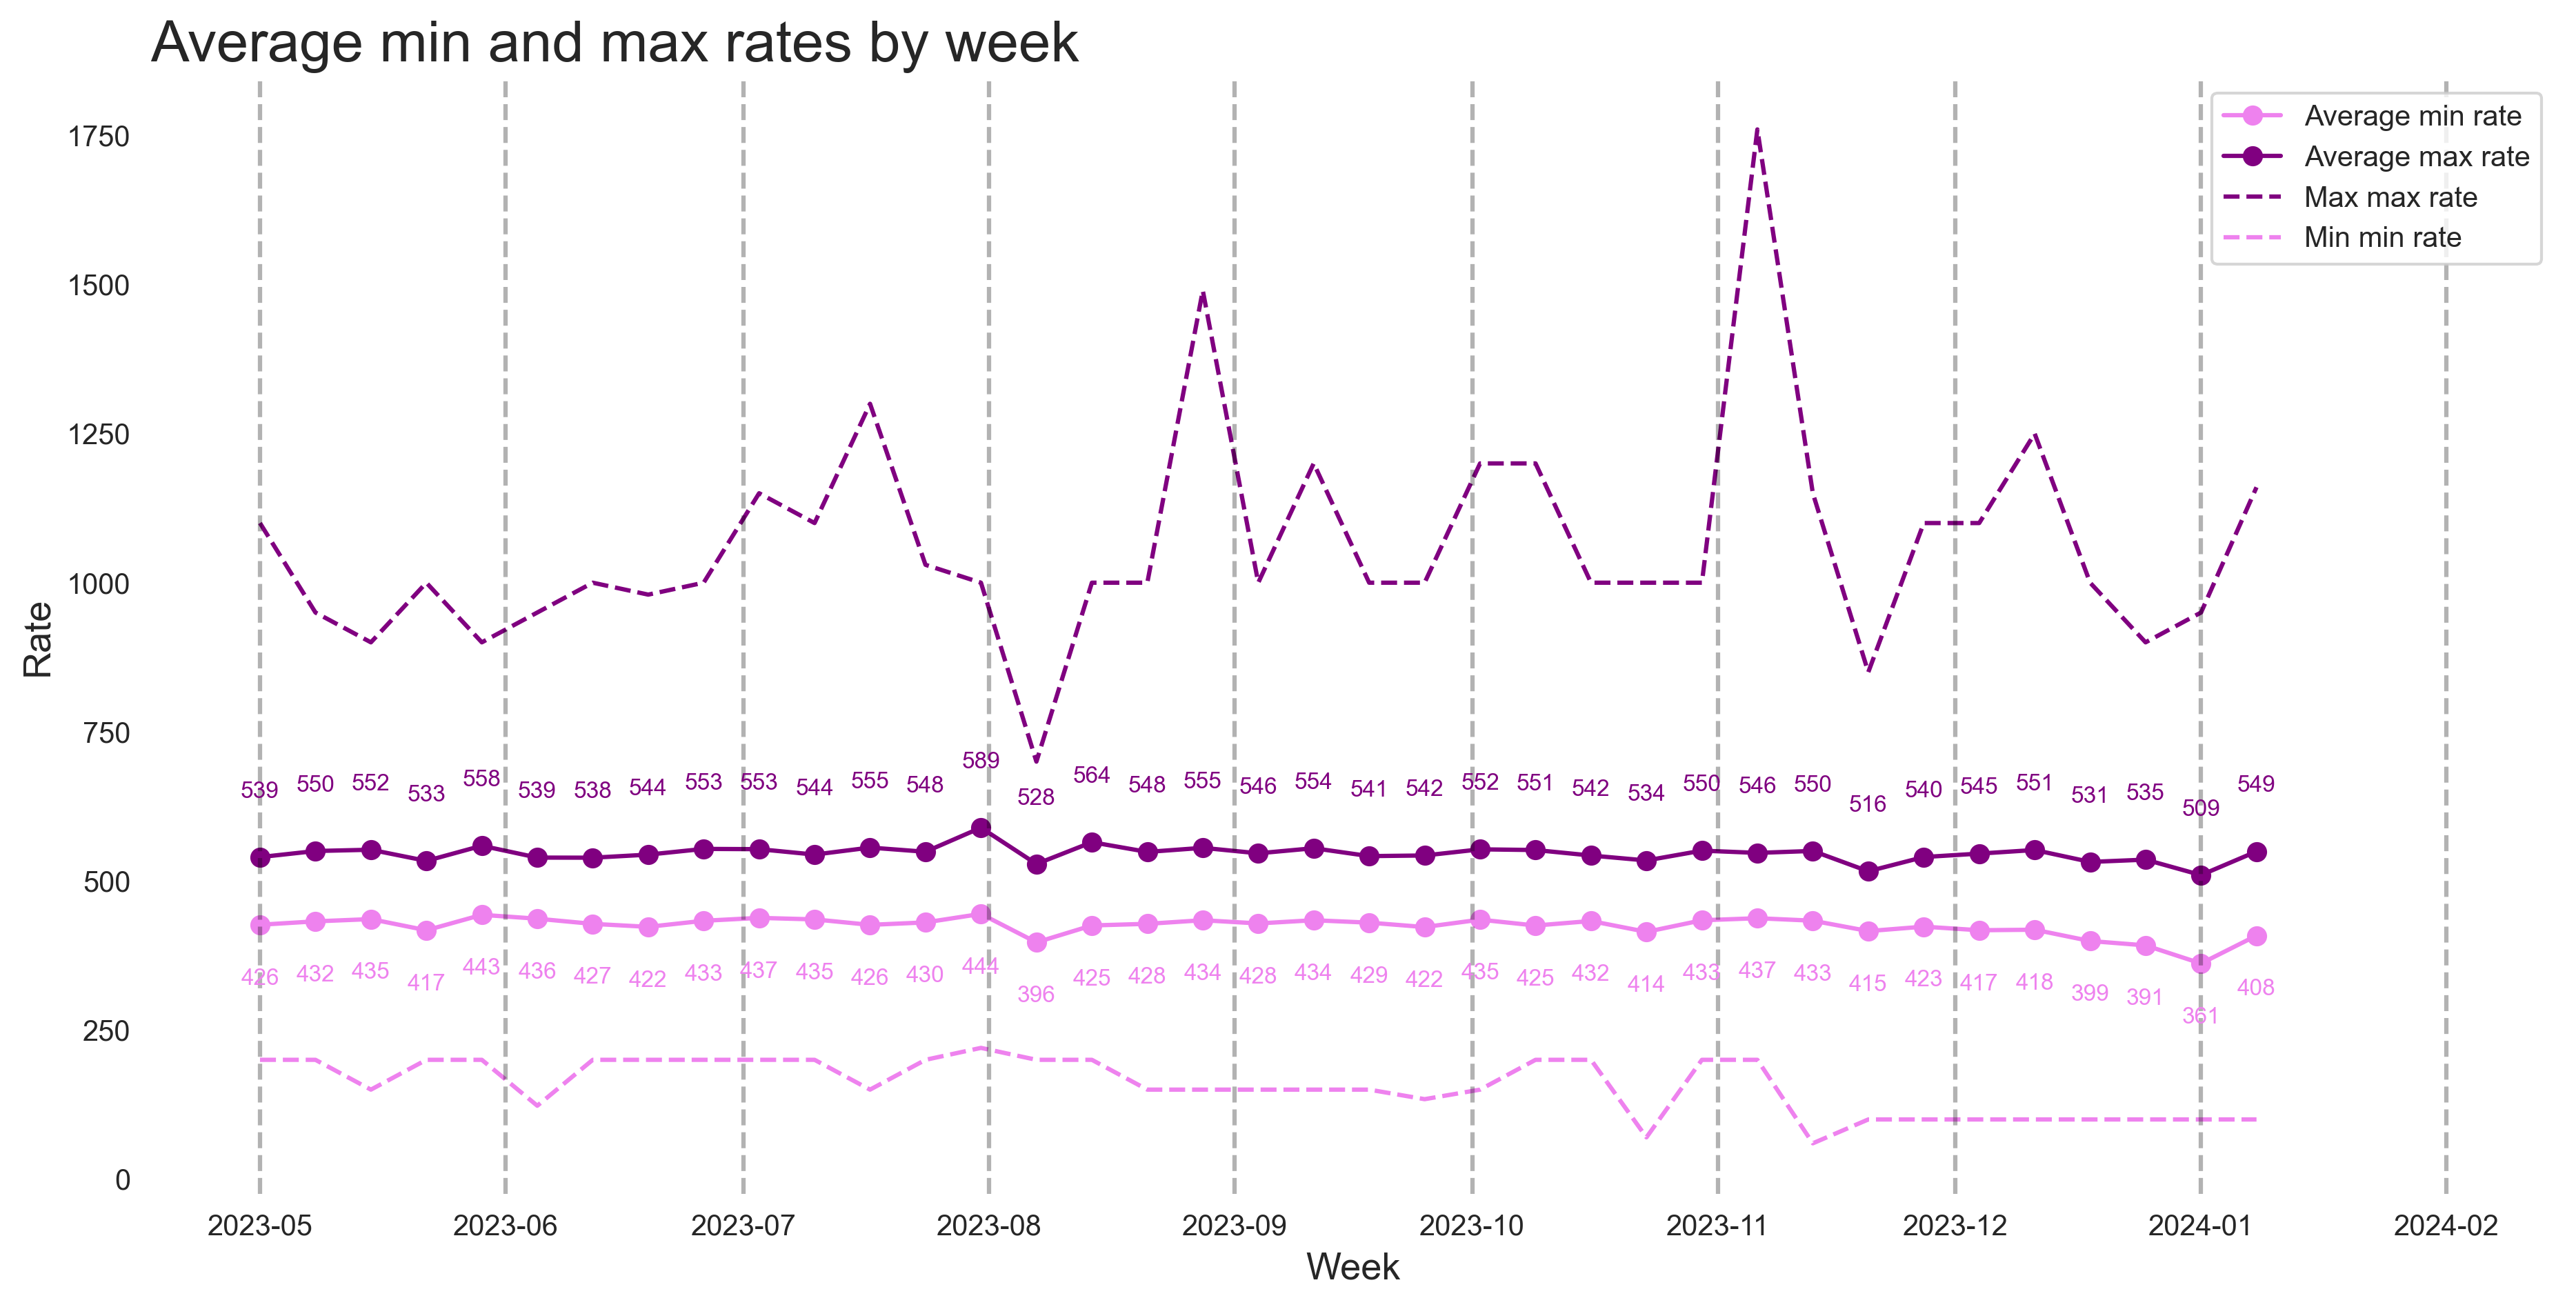 Average min and max rates by week
Average min rate
Average max rate
Max max rate
Min min rate
1750
1500
1250
1000
750
500
250
0
Rate
539 550 552 533 558 539 538 544 553 553 544 555 548 589 528 564 548 555 546 554 541 542 552 551 542 534 550 546 550 516 540 545 551 531 535 509 549
426 432 435 417 443 436 427 422 433 437 435 426 430 444 396 425 428 434 428 434 429 422 435 425 432 414 433 437 433 415 423 417 418 399 391 361 408
2023-05 2023-06 2023-07 2023-08 2023-09 2023-10 2023-11 2023-12 2024-01 2024-02
Week